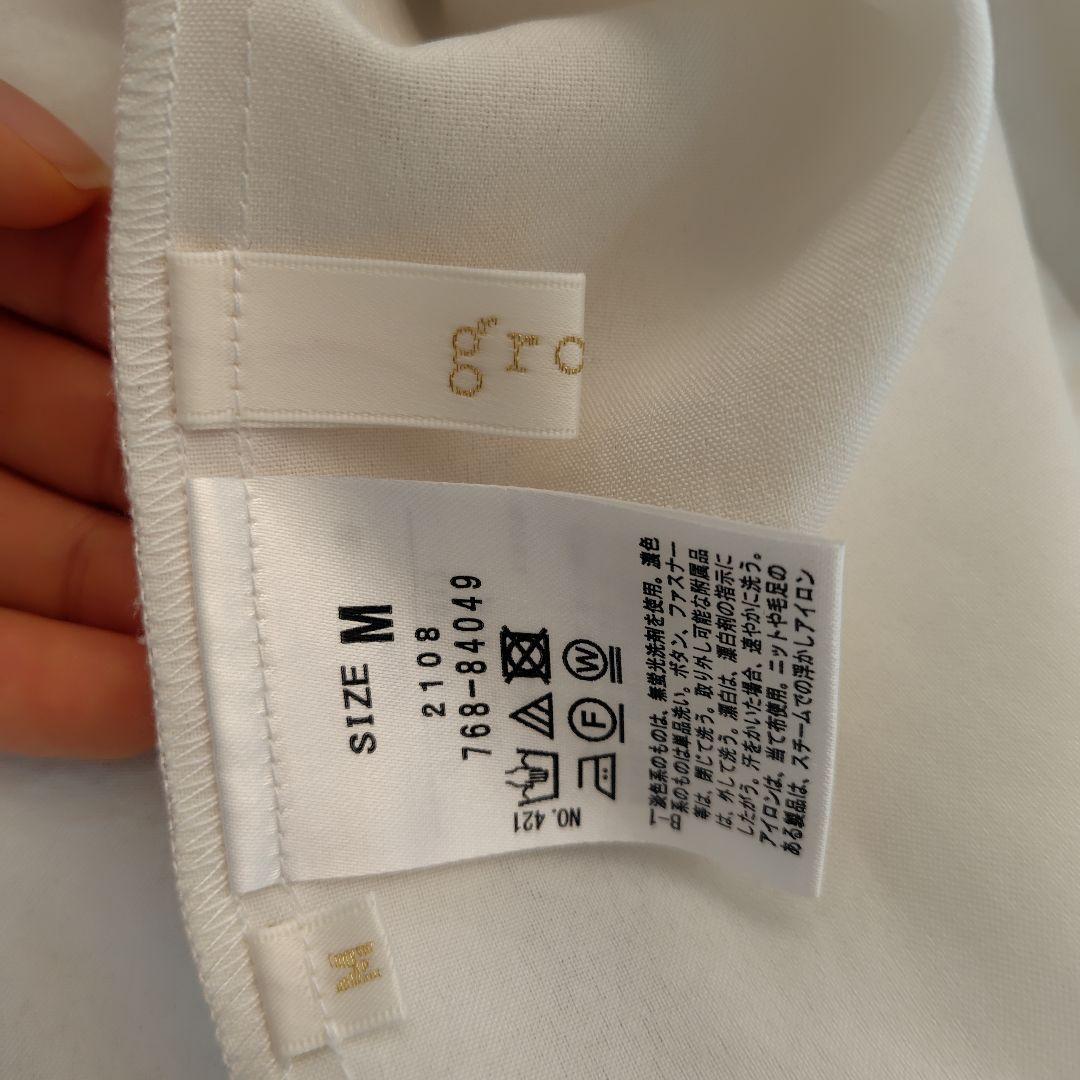 gro
SIZE M
2108
768-84049
W
F
NO. 421
T-B
淡色系のものは、無蛍光洗剤を使用。濃色
系のものは単品洗い。ボタン、ファスナー
等は、閉じて洗う。取り外し可能な附属品
は、外して洗う。漂白は、漂白剤の指示に
したがう。汗をかいた場合、速やかに洗う。
アイロンは、当て布使用。ニットや毛足の
ある製品は、スチームでの浮かしアイロン
M